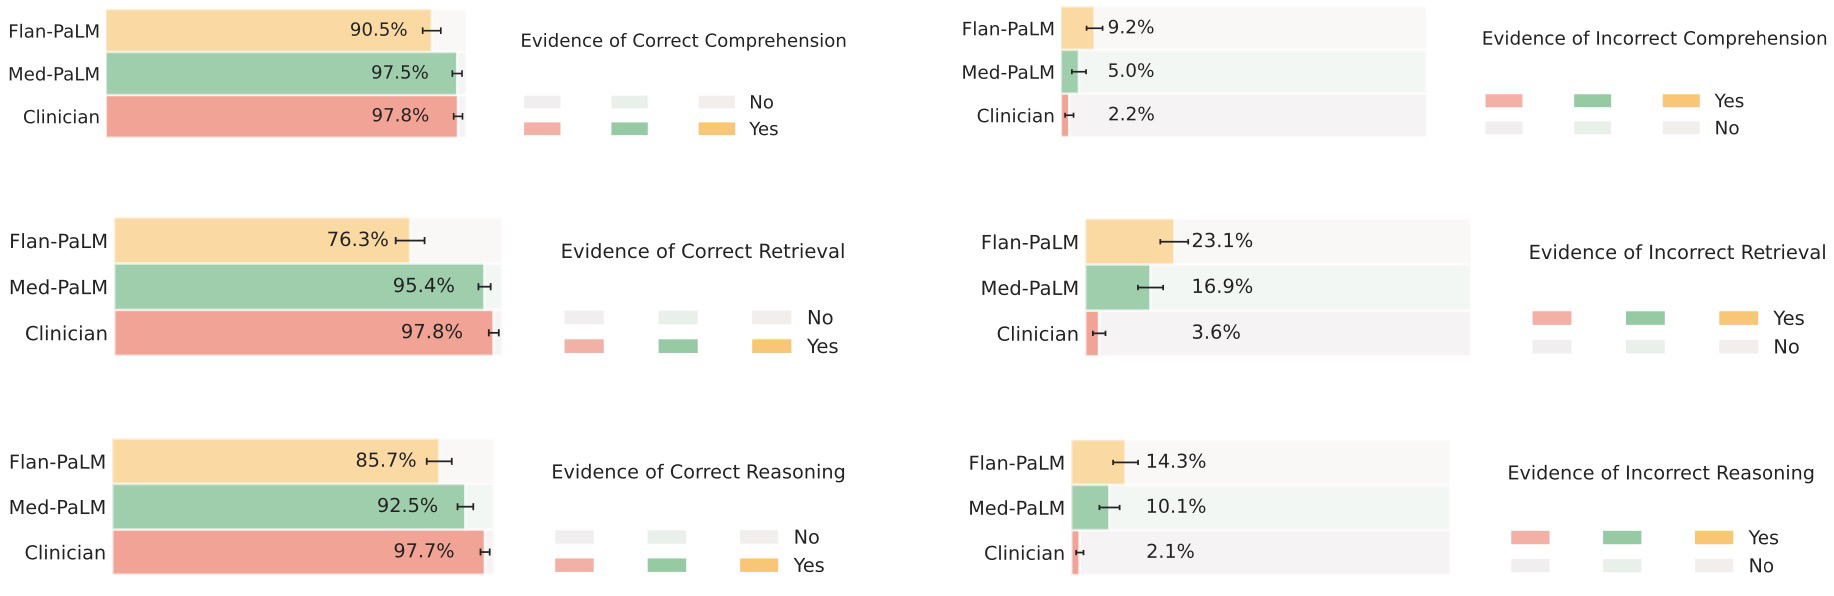 Flan-PaLM 90.5%
Med-PaLM 97.5%
Clinician 97.8%
Evidence of Correct Comprehension
No
Yes
Flan-PaLM 9.2%
Med-PaLM 5.0%
Clinician 2.2%
Evidence of Incorrect Comprehension
Yes
No
Flan-PaLM 76.3%
Med-PaLM 95.4%
Clinician 97.8%
Evidence of Correct Retrieval
No
Yes
Flan-PaLM 23.1%
Med-PaLM 16.9%
Clinician 3.6%
Evidence of Incorrect Retrieval
Yes
No
Flan-PaLM 85.7%
Med-PaLM 92.5%
Clinician 97.7%
Evidence of Correct Reasoning
No
Yes
Flan-PaLM 14.3%
Med-PaLM 10.1%
Clinician 2.1%
Evidence of Incorrect Reasoning
Yes
No